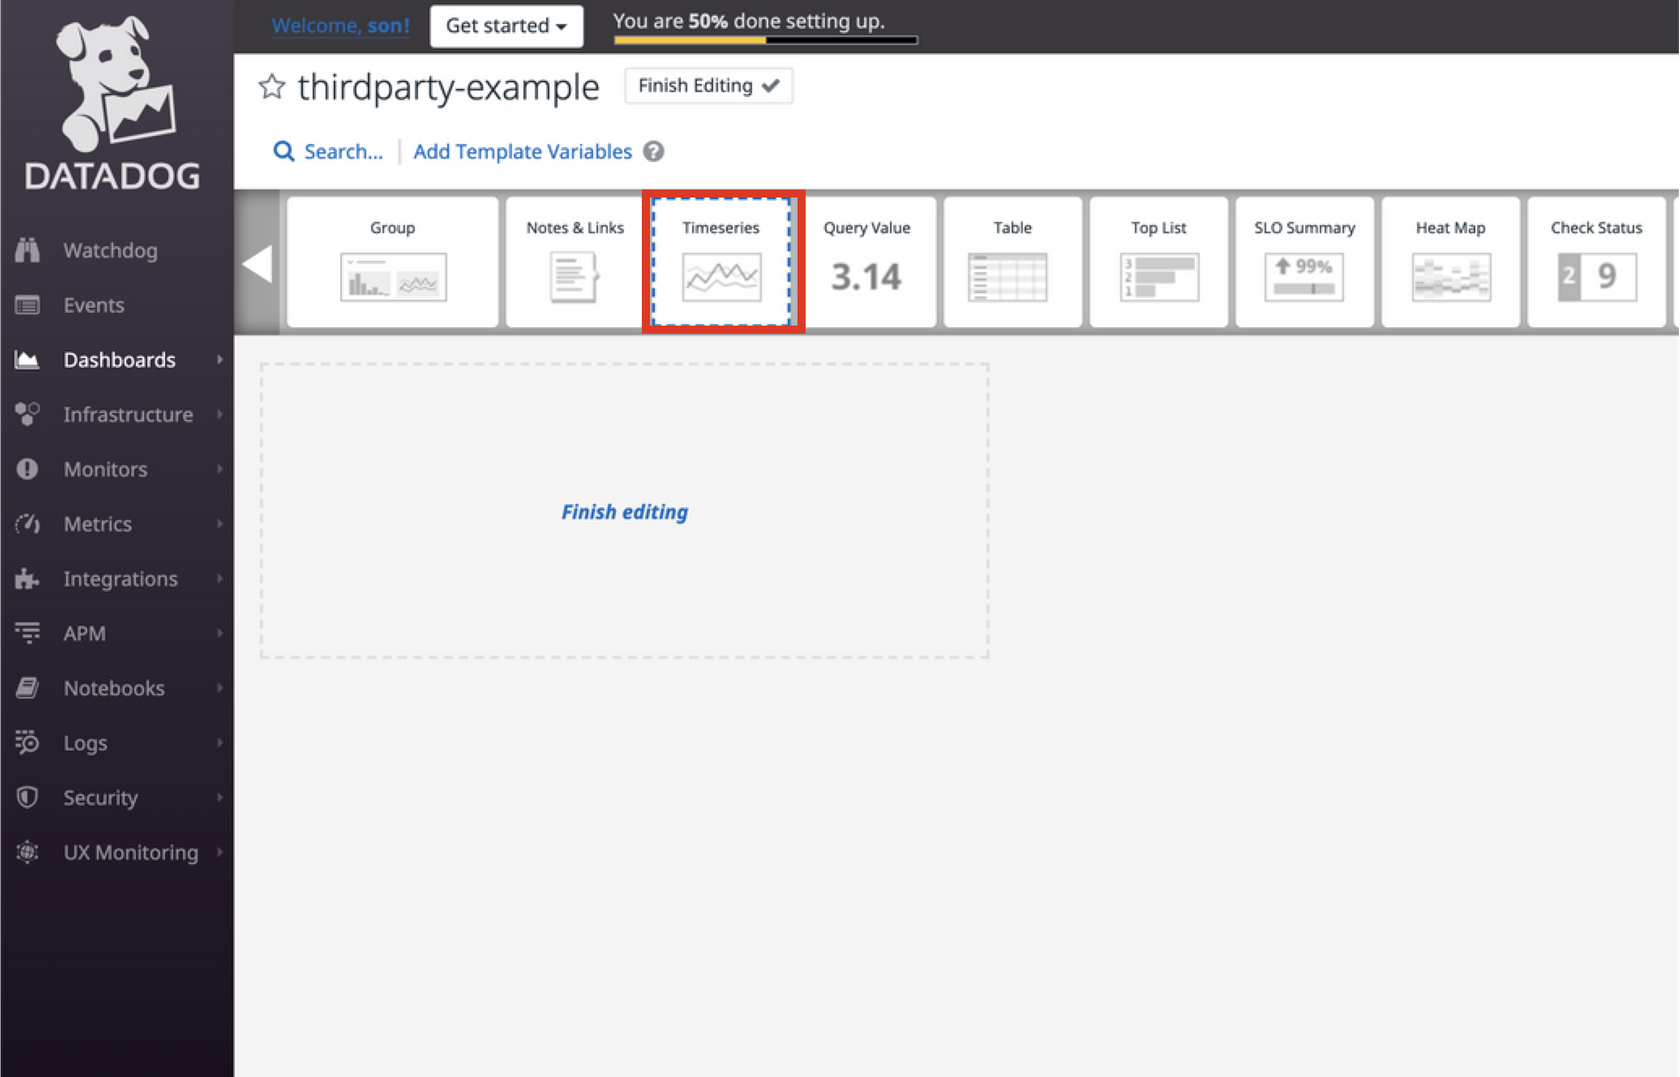 DATADOG
Welcome, son!
Get started
You are 50% done setting up.
thirdparty-example
Finish Editing
Search...
Add Template Variables
?
Group
Notes & Links
Timeseries
Query Value
3.14
Table
Top List
3
2
1
SLO Summary
99%
Heat Map
Check Status
2
9
Watchdog
Events
Dashboards
Infrastructure
Monitors
Metrics
Integrations
APM
Notebooks
Logs
Security
UX Monitoring
Finish editing